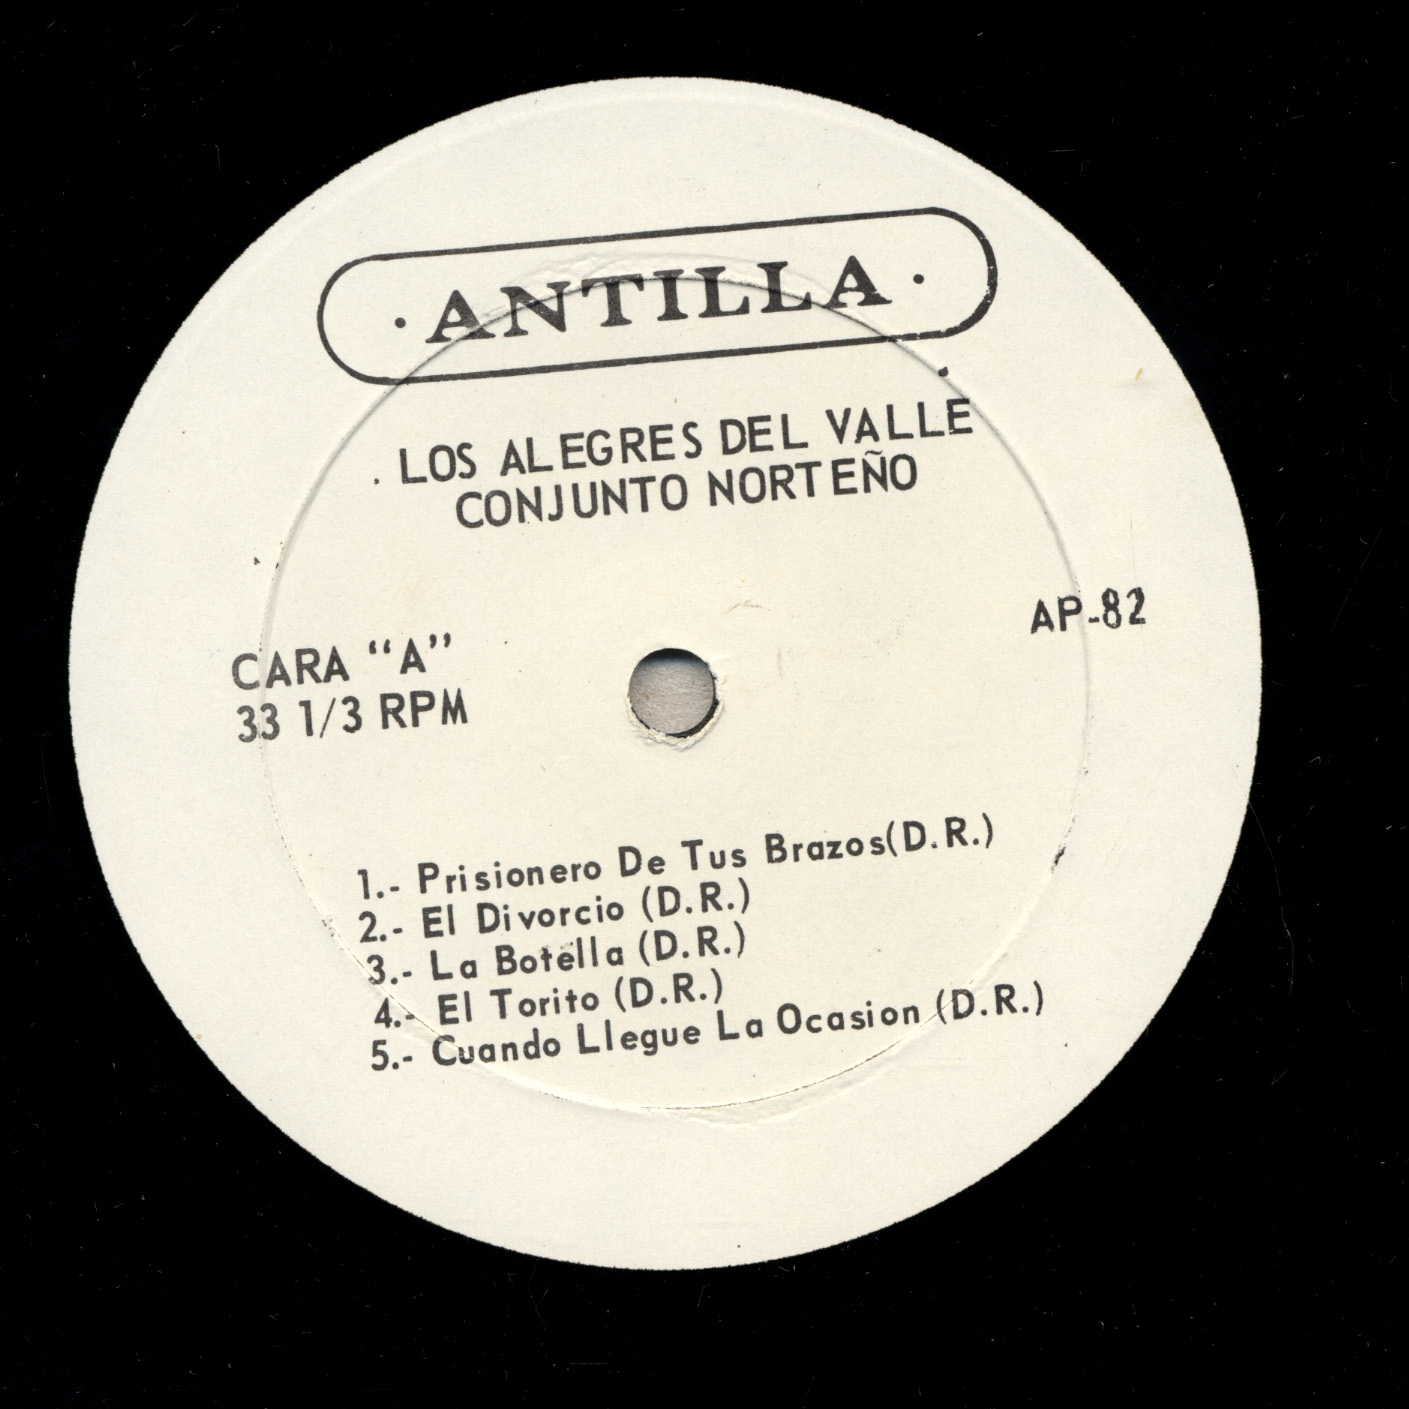 · ANTILLA ·
LOS ALEGRES DEL VALLE
CONJUNTO NORTEÑO
AP-82
CARA “A”
33 1/3 RPM
1.- Prisionero De Tus Brazos(D.R.)
2.- El Divorcio (D.R.)
3.- La Botella (D.R.)
4.- El Torito (D.R.)
5.- Cuando Llegue La Ocasion (D.R.)